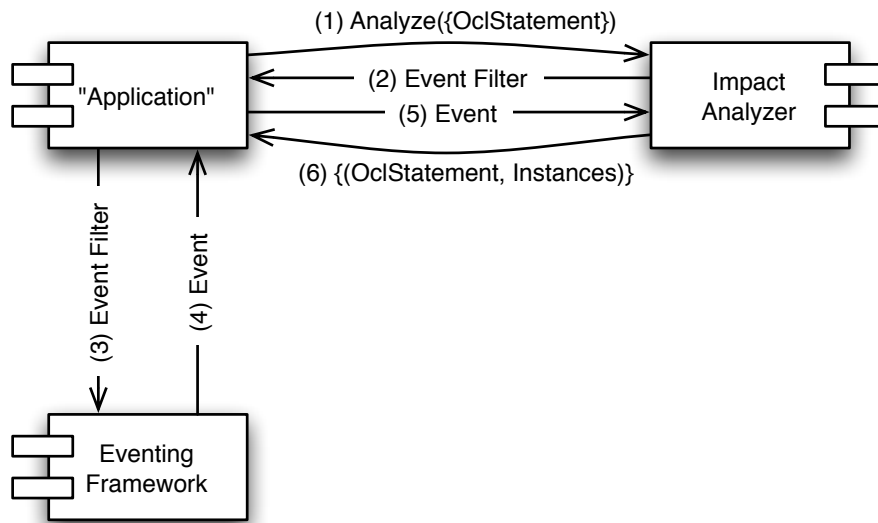 (1) Analyze({OclStatement})
"Application"
(2) Event Filter
Impact
Analyzer
(5) Event
(6) {(OclStatement, Instances)}
(3) Event Filter
(4) Event
Eventing
Framework